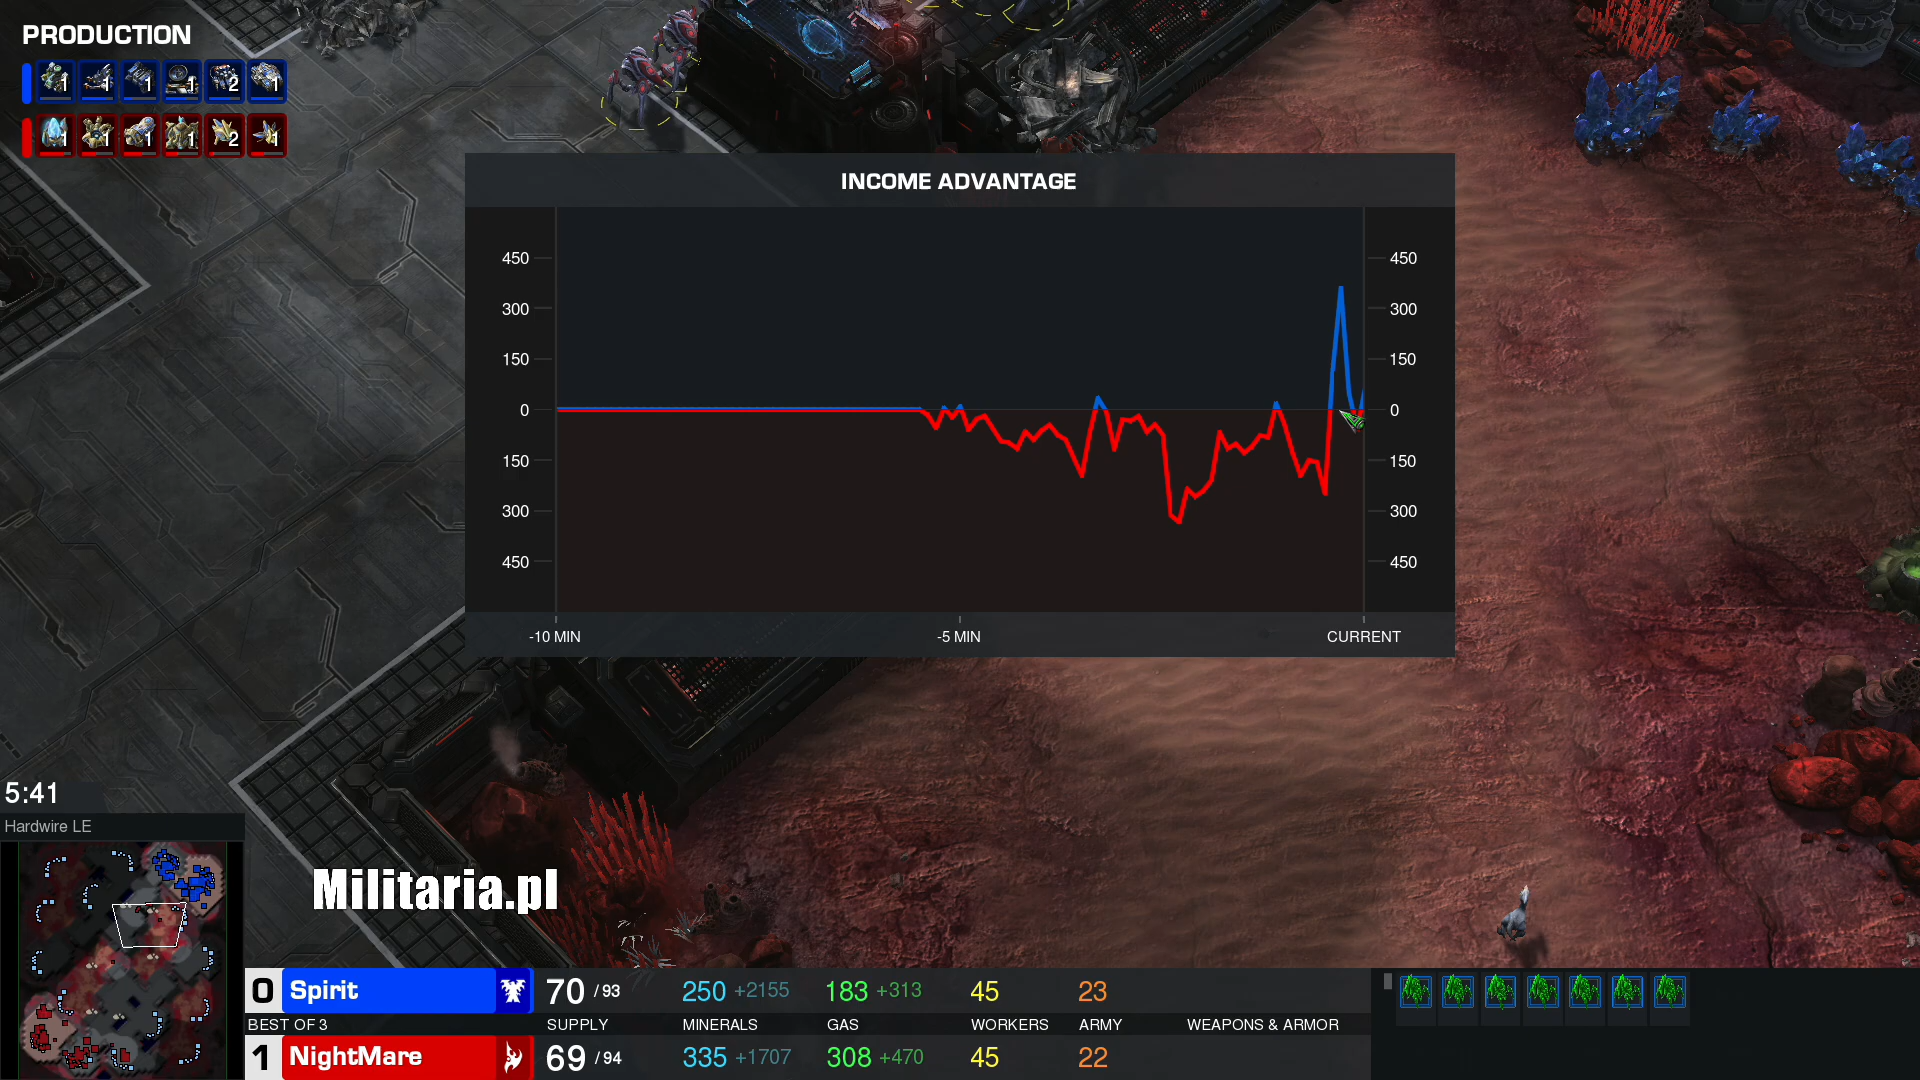 PRODUCTION
1 1 1 1 2 1
1 1 1 1 2 1
INCOME ADVANTAGE
450 450
300 300
150 150
0 0
150 150
300 300
450 450
-10 MIN -5 MIN CURRENT
5:41
Hardwire LE
Militaria.pl
0 Spirit 70 / 93 250 +2155 183 +313 45 23
BEST OF 3 SUPPLY MINERALS GAS WORKERS ARMY WEAPONS & ARMOR
1 NightMare 69 / 94 335 +1707 308 +470 45 22